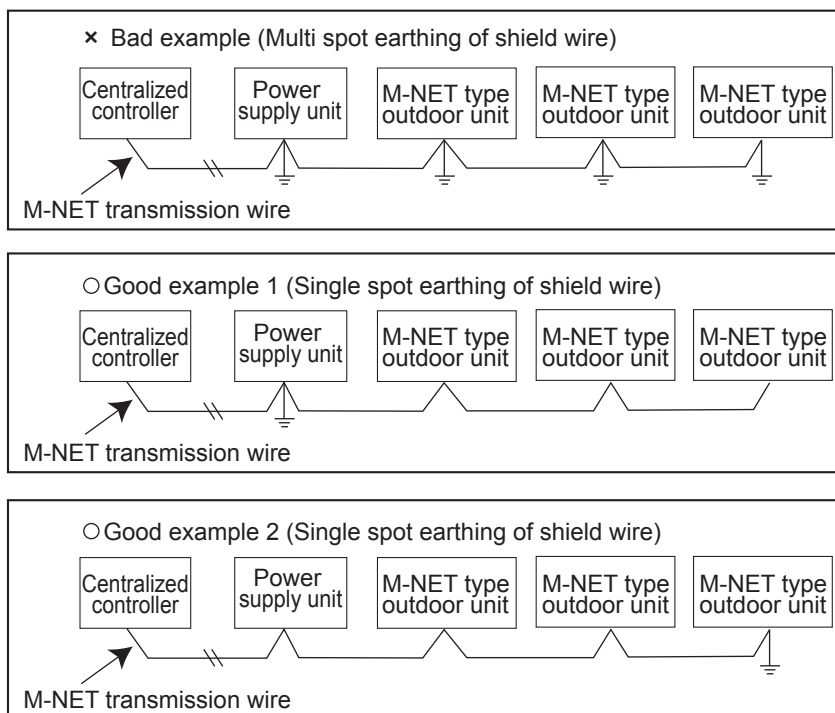 × Bad example (Multi spot earthing of shield wire)
Centralized
controller
Power
supply unit
M-NET type
outdoor unit
M-NET type
outdoor unit
M-NET type
outdoor unit
M-NET transmission wire
○ Good example 1 (Single spot earthing of shield wire)
Centralized
controller
Power
supply unit
M-NET type
outdoor unit
M-NET type
outdoor unit
M-NET type
outdoor unit
M-NET transmission wire
○ Good example 2 (Single spot earthing of shield wire)
Centralized
controller
Power
supply unit
M-NET type
outdoor unit
M-NET type
outdoor unit
M-NET type
outdoor unit
M-NET transmission wire